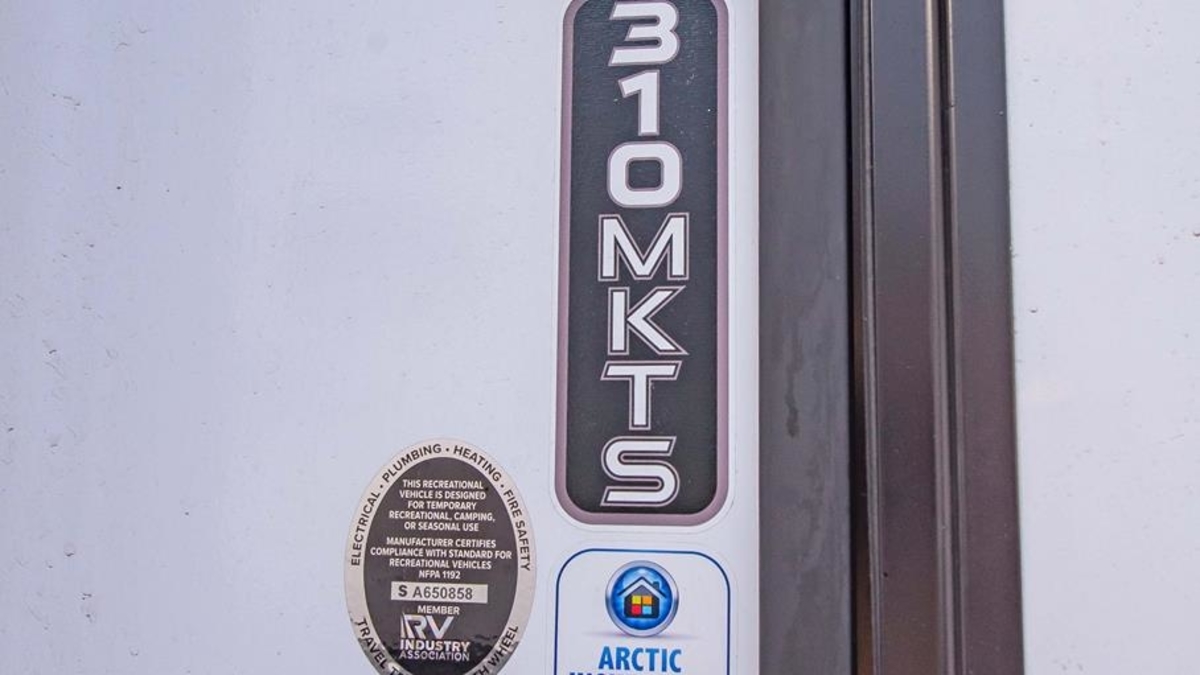 310MKTS
ELECTRICAL • PLUMBING • HEATING • FIRE SAFETY
THIS RECREATIONAL
VEHICLE IS DESIGNED
FOR TEMPORARY
RECREATIONAL, CAMPING,
OR SEASONAL USE
MANUFACTURER CERTIFIES
COMPLIANCE WITH STANDARD FOR
RECREATIONAL VEHICLES
NFPA 1192
S A650858
MEMBER
RV
INDUSTRY
ASSOCIATION
TRAVEL WHEEL
ARCTIC